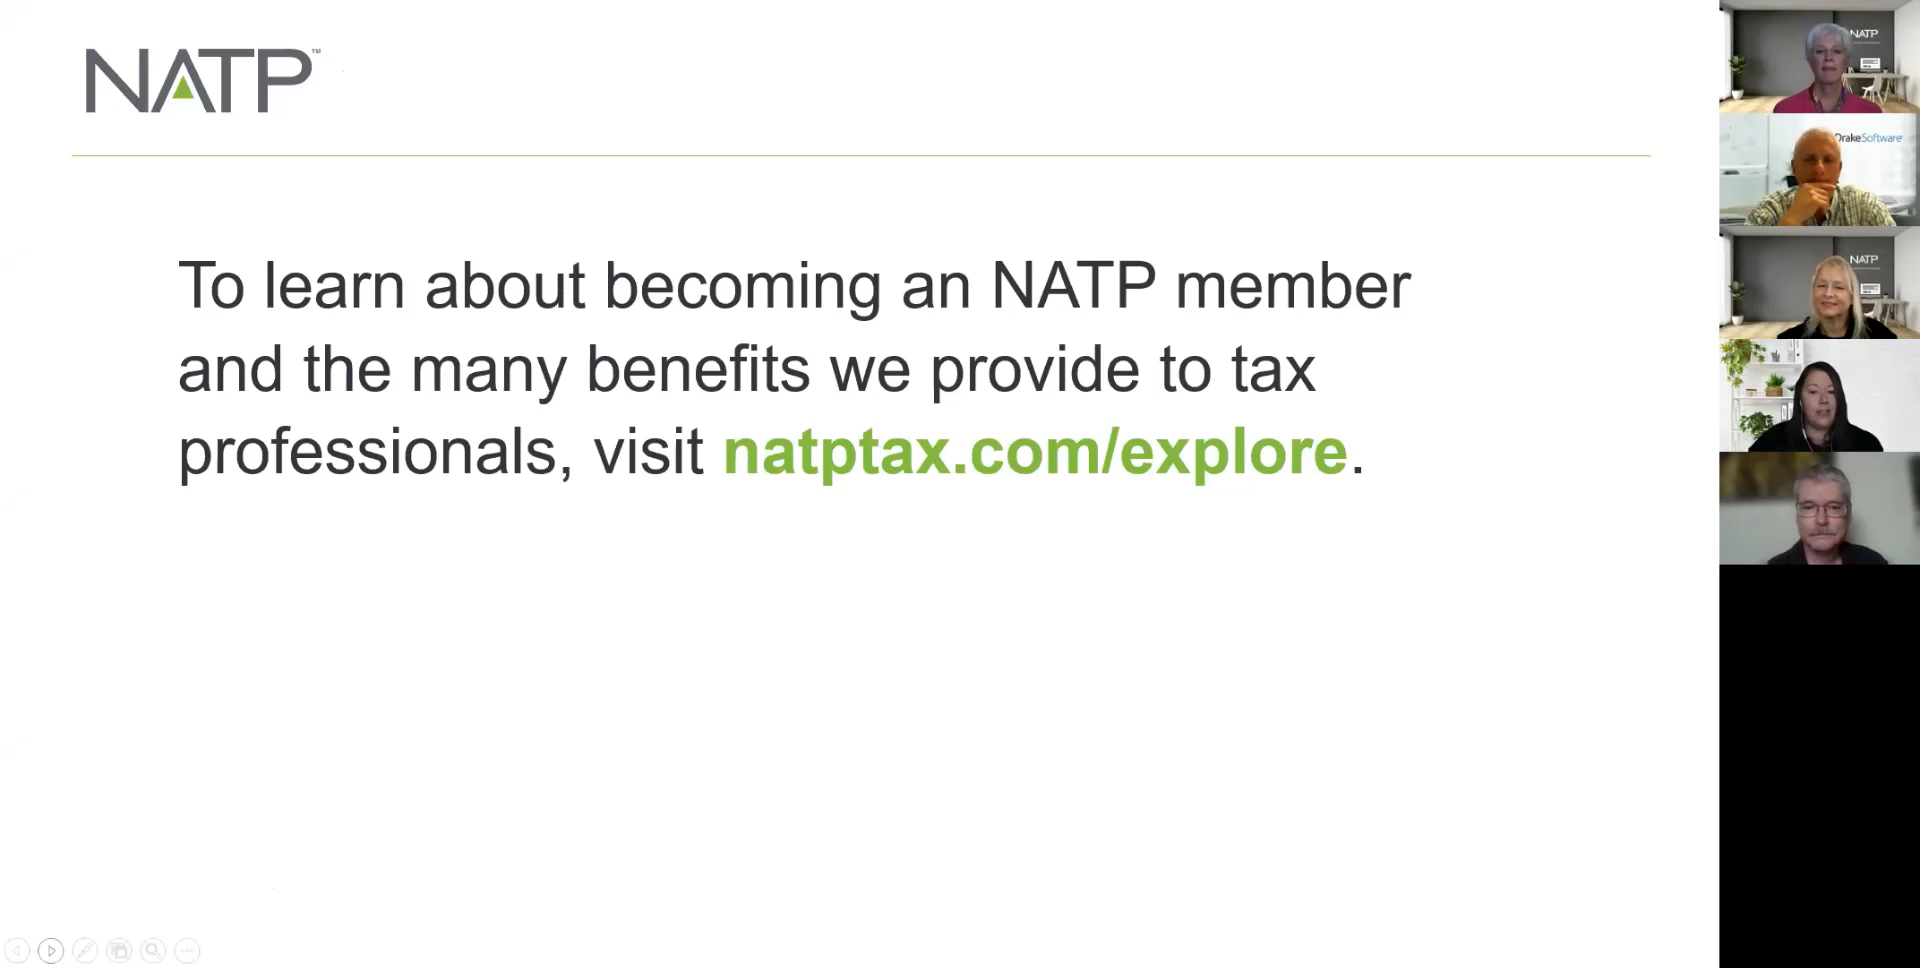 NATP™
To learn about becoming an NATP member
and the many benefits we provide to tax
professionals, visit natptax.com/explore.
NATP
DrakeSoftware
NATP